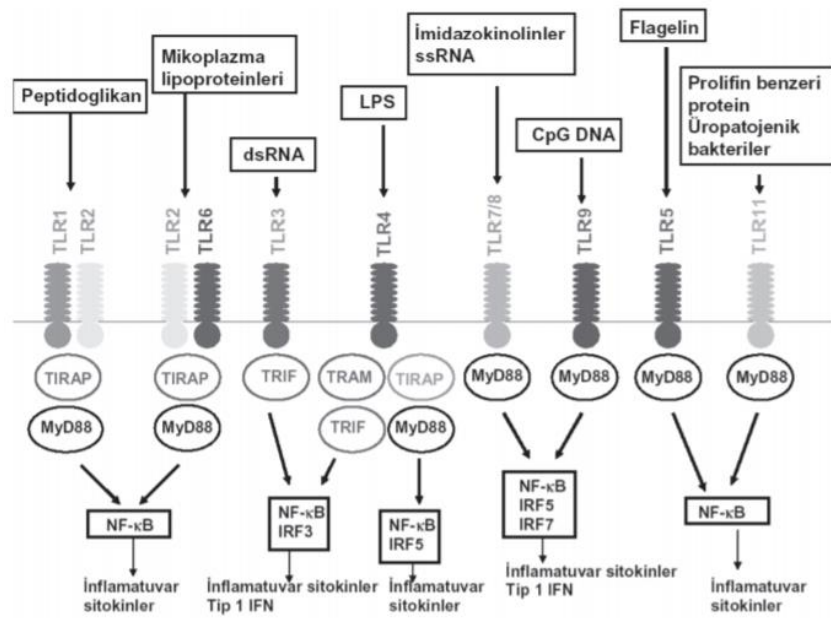 Peptidoglikan
Mikoplazma
lipoproteinleri
dsRNA
LPS
İmidazokinolinler
ssRNA
CpG DNA
Flagelin
Prolifin benzeri
protein
Üropatojenik
bakteriler
TLR1
TLR2
TLR2
TLR6
TLR3
TLR4
TLR7/8
TLR9
TLR5
TLR11
TIRAP
TIRAP
TRIF
TRAM
TIRAP
MyD88
MyD88
MyD88
MyD88
MyD88
MyD88
TRIF
MyD88
NF-κB
NF-κB
IRF3
NF-κB
IRF5
NF-κB
IRF5
IRF7
NF-κB
İnflamatuvar
sitokinler
İnflamatuvar sitokinler
Tip 1 IFN
İnflamatuvar
sitokinler
İnflamatuvar sitokinler
Tip 1 IFN
İnflamatuvar
sitokinler